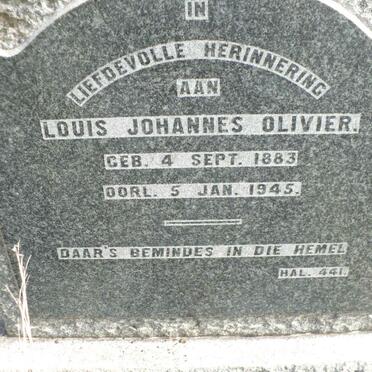 IN
LIEFDEVOLLE HERINNERING
AAN
LOUIS JOHANNES OLIVIER.
GEB. 4 SEPT. 1883
OORL. 5 JAN. 1945.
DAAR'S BEMINDES IN DIE HEMEL
HAL. 441.